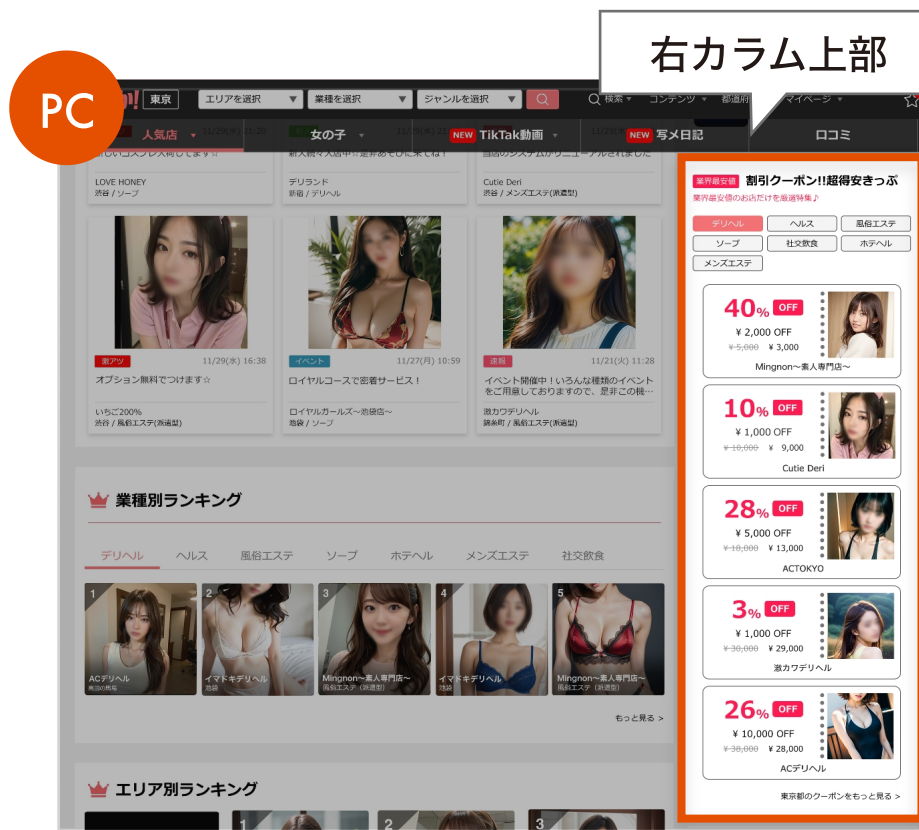 右カラム上部
PC
東京
エリアを選択 ▼
業種を選択 ▼
ジャンルを選択 ▼
検索 ▼
コンテンツ ▼
マイページ ▼
人気店 ▼
女の子 ▼
NEW TikTak動画 ▼
NEW 写メ日記
口コミ
LOVE HONEY
渋谷 / ソープ
デリランド
新宿 / デリヘル
Cutie Deri
渋谷 / メンズエステ(派遣型)
激アツ 11/29(水) 16:38
オプション無料でつけます☆
いちご200%
渋谷 / 風俗エステ(派遣型)
イベント 11/27(月) 10:59
ロイヤルコースで密着サービス！
ロイヤルガールズ〜池袋店〜
池袋 / ソープ
速報 11/21(火) 11:28
イベント開催中！いろんな種類のイベント
をご用意しておりますので、是非この機…
激カワデリヘル
錦糸町 / 風俗エステ(派遣型)
業種別ランキング
デリヘル ヘルス 風俗エステ ソープ ホテヘル メンズエステ 社交飲食
1
ACデリヘル
高田の馬場
2
イマドキデリヘル
池袋
3
Mingnon〜素人専門店〜
風俗エステ（派遣型）
4
イマドキデリヘル
池袋
5
Mingnon〜素人専門店〜
風俗エステ（派遣型）
もっと見る >
エリア別ランキング
1
2
3
業界最安値 割引クーポン!!超得安きっぷ
業界最安値のお店だけを厳選特集♪
デリヘル ヘルス 風俗エステ
ソープ 社交飲食 ホテヘル
メンズエステ
40% OFF
¥ 2,000 OFF
¥ 5,000 ¥ 3,000
Mingnon〜素人専門店〜
10% OFF
¥ 1,000 OFF
¥ 10,000 ¥ 9,000
Cutie Deri
28% OFF
¥ 5,000 OFF
¥ 18,000 ¥ 13,000
ACTOKYO
3% OFF
¥ 1,000 OFF
¥ 30,000 ¥ 29,000
激カワデリヘル
26% OFF
¥ 10,000 OFF
¥ 38,000 ¥ 28,000
ACデリヘル
東京都のクーポンをもっと見る >